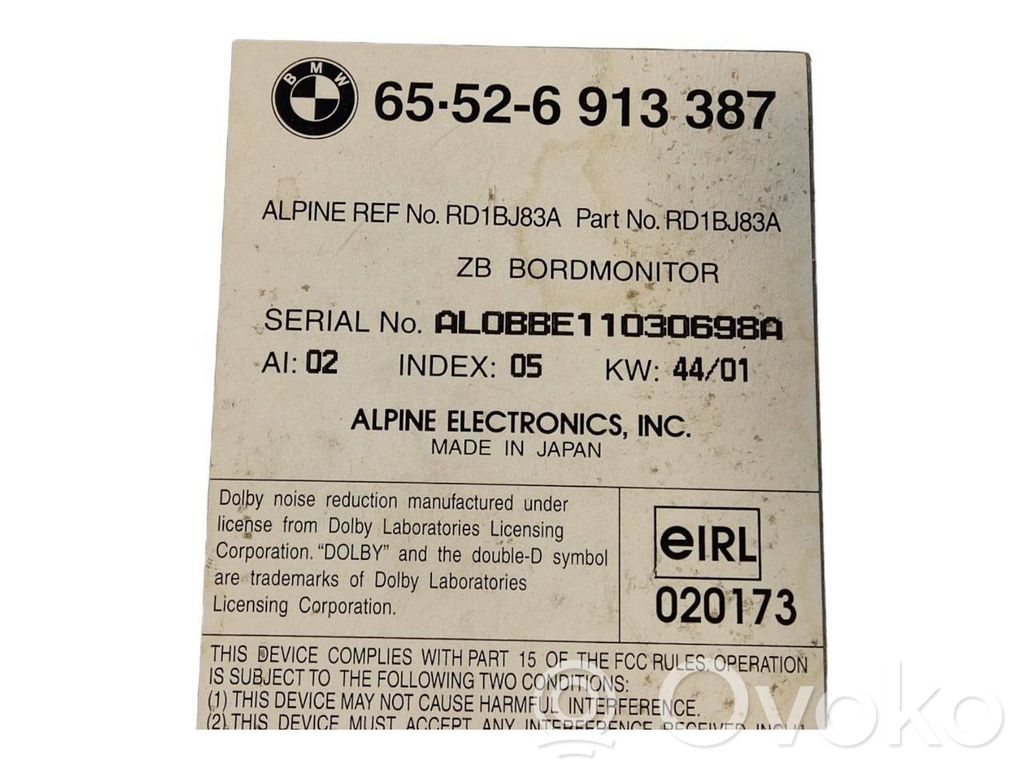 BMW
65·52-6 913 387
ALPINE REF No. RD1BJ83A Part No. RD1BJ83A
ZB BORDMONITOR
SERIAL No. AL0BBE11030698A
AI: 02 INDEX: 05 KW: 44/01
ALPINE ELECTRONICS, INC.
MADE IN JAPAN
Dolby noise reduction manufactured under
license from Dolby Laboratories Licensing
Corporation. “DOLBY” and the double-D symbol
are trademarks of Dolby Laboratories
Licensing Corporation.
eIRL
020173
THIS DEVICE COMPLIES WITH PART 15 OF THE FCC RULES, OPERATION
IS SUBJECT TO THE FOLLOWING TWO CONDITIONS:
(1) THIS DEVICE MAY NOT CAUSE HARMFUL INTERFERENCE.
(2). THIS DEVICE MUST ACCEPT ANY INTERFERENCE RECEIVED
Ovoko